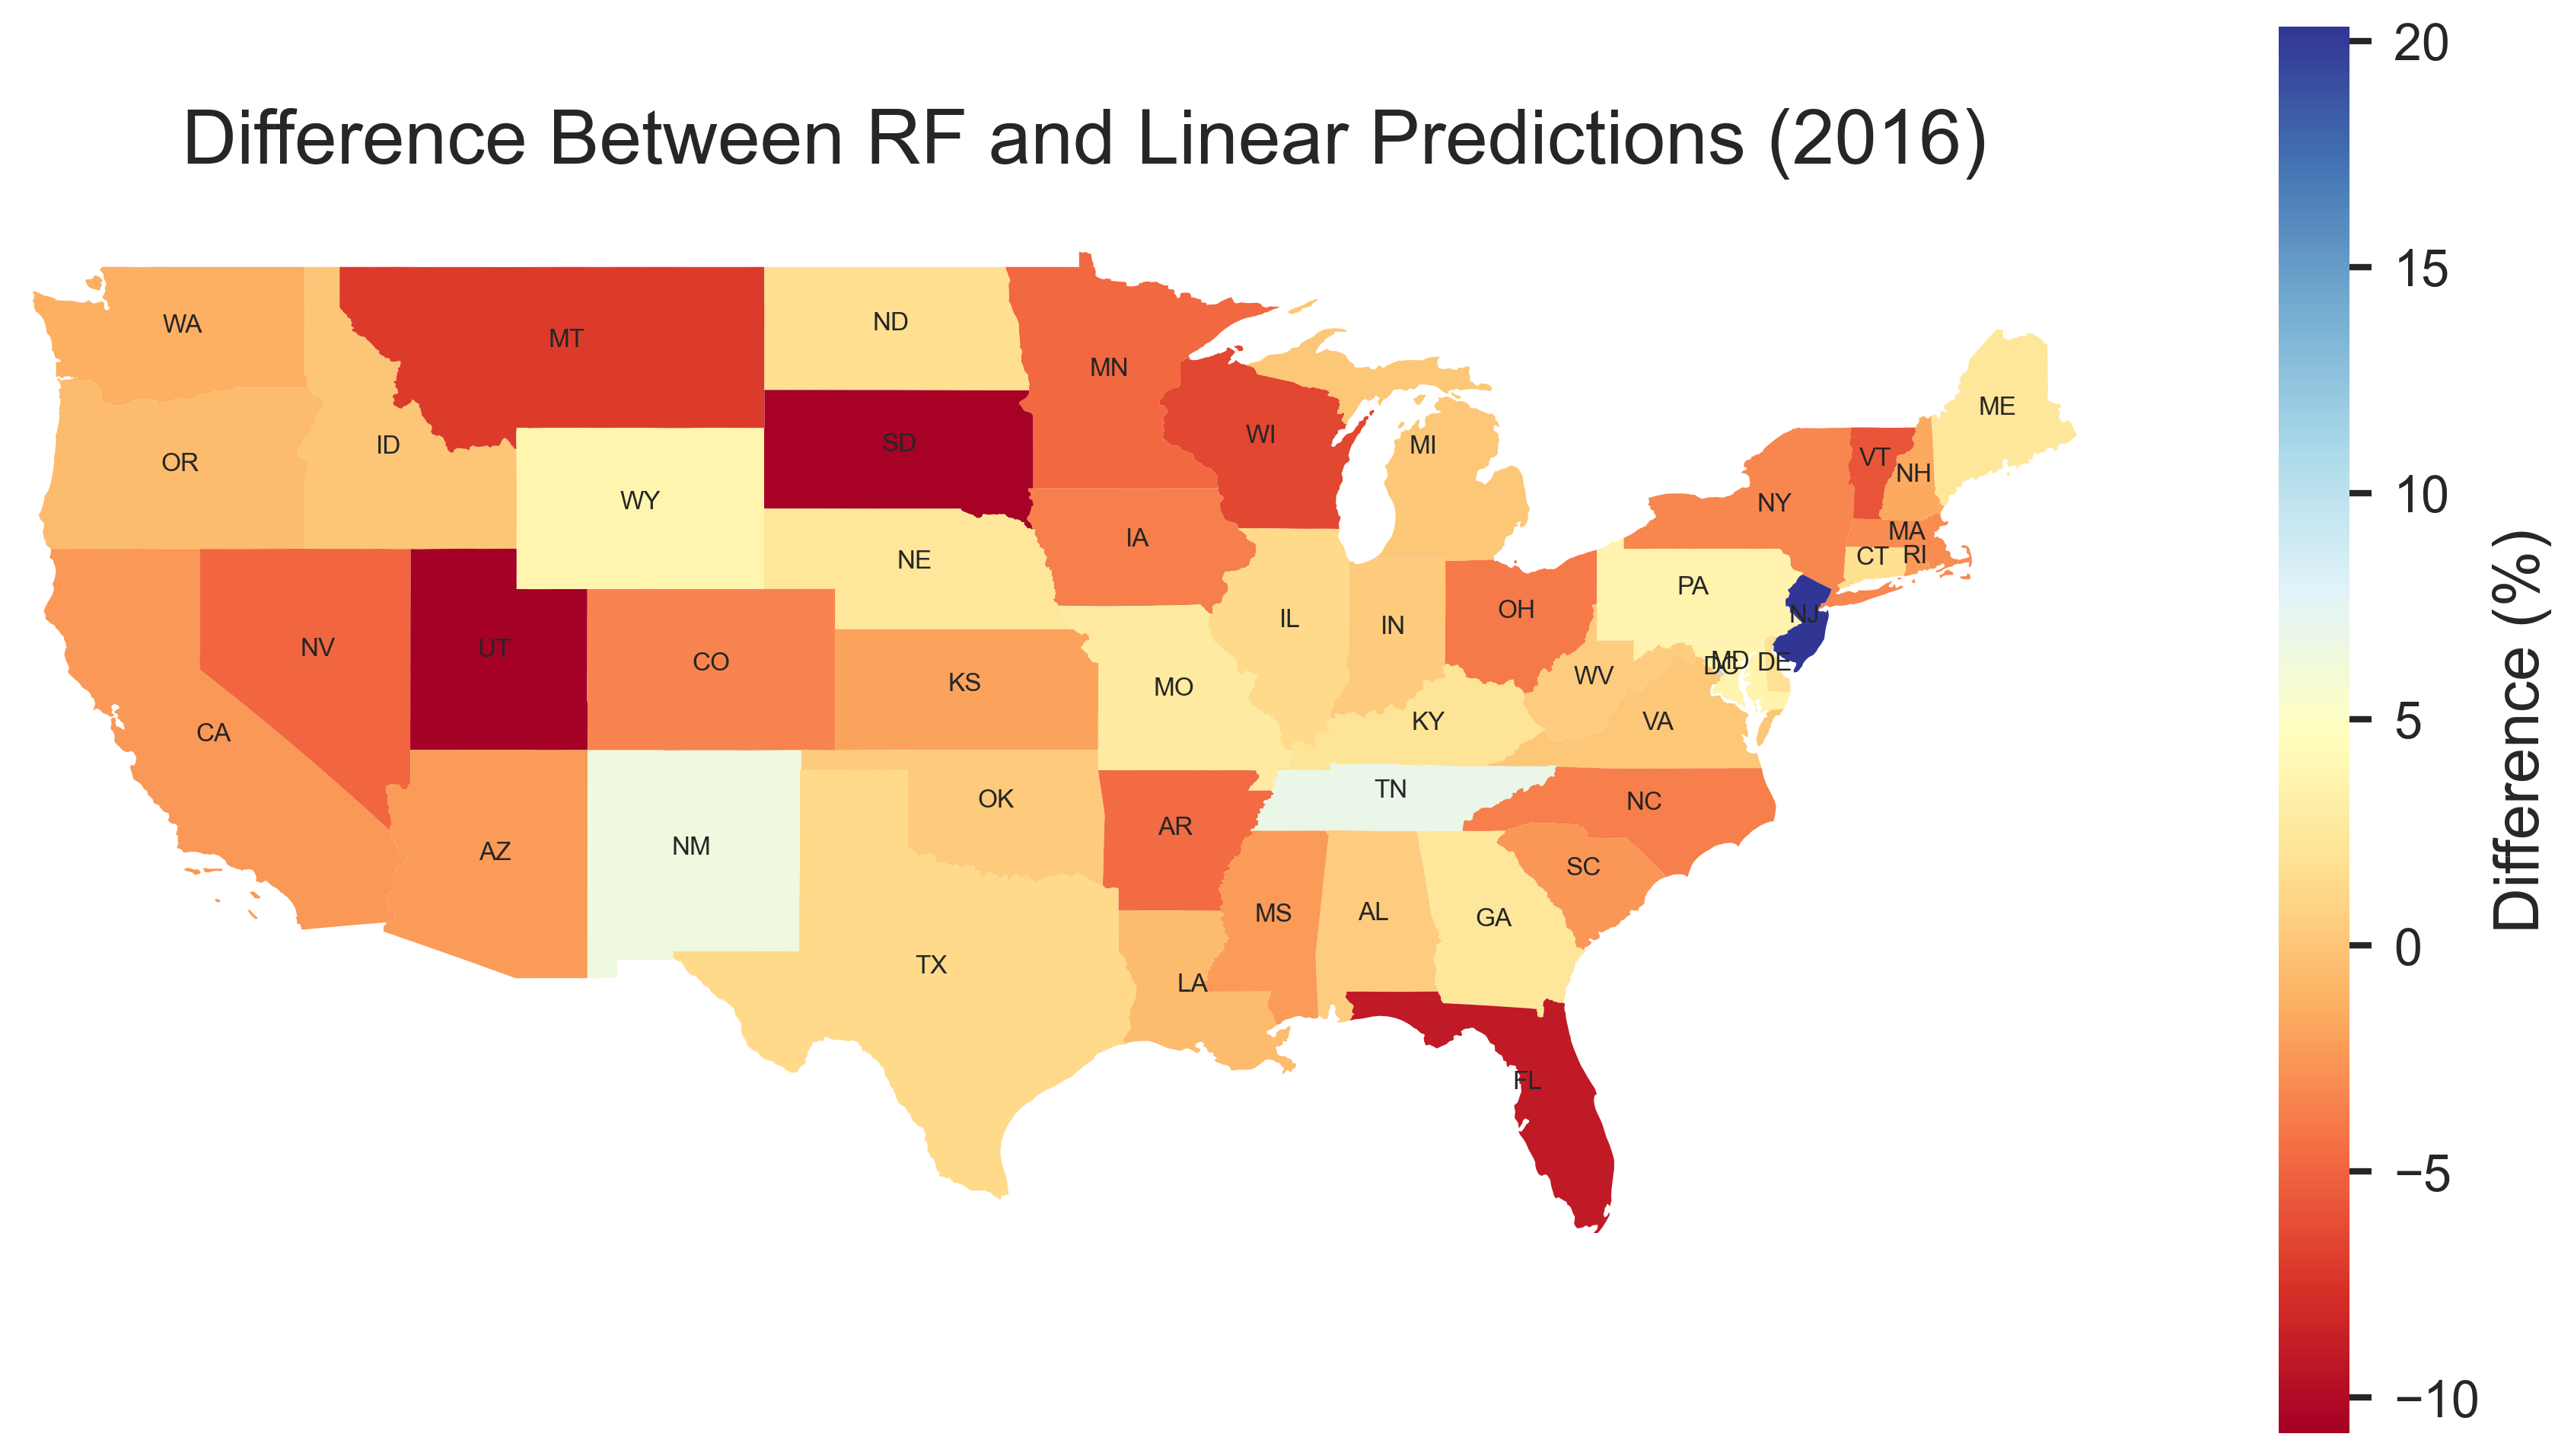 Difference Between RF and Linear Predictions (2016)
WA
MT
ND
MN
OR
ID
SD
WI
MI
ME
WY
VT
NH
NY
MA
NE
IA
CT
RI
PA
NV
UT
CO
KS
MO
IL
IN
OH
NJ
WV
DC
MD
DE
CA
KY
VA
AZ
NM
OK
AR
TN
NC
SC
TX
LA
MS
AL
GA
FL
20
15
10
5
0
−5
−10
Difference (%)